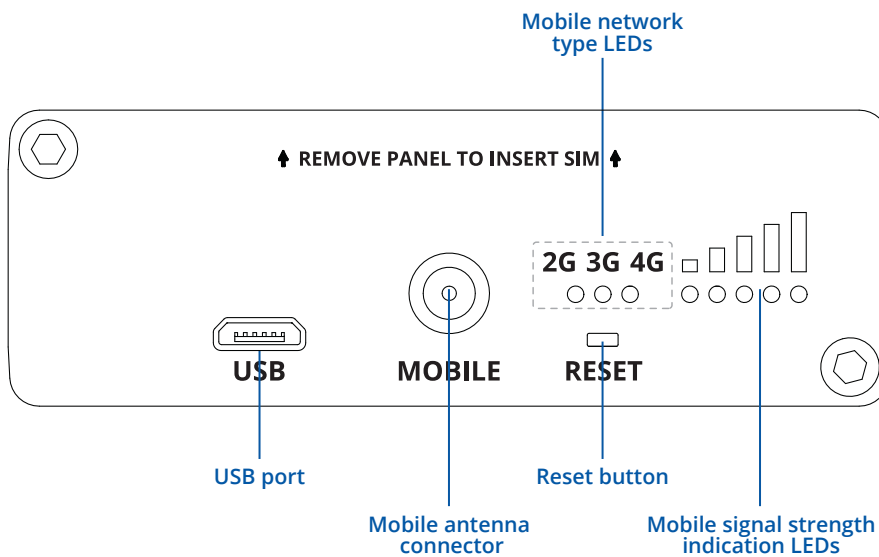 Mobile network
type LEDs
REMOVE PANEL TO INSERT SIM
2G 3G 4G
USB
MOBILE
RESET
USB port
Reset button
Mobile antenna
connector
Mobile signal strength
indication LEDs